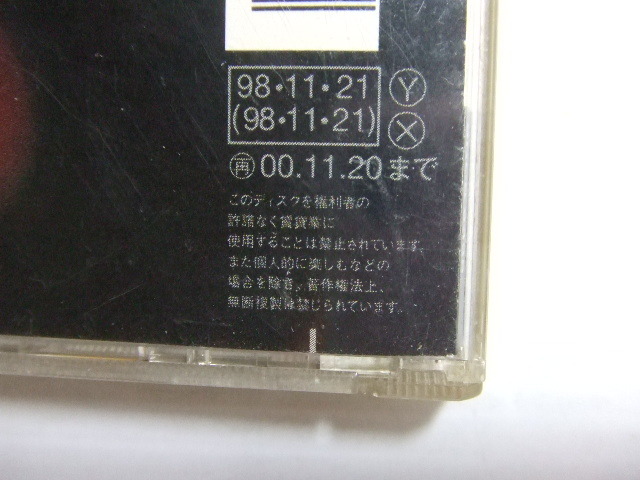 98・11・21 Ⓨ
(98・11・21) Ⓧ
㊢00.11.20まで
このディスクを権利者の
許諾なく賃貸業に
使用することは禁止されています。
また個人的に楽しむなどの
場合を除き、著作権法上、
無断複製は禁じられています。